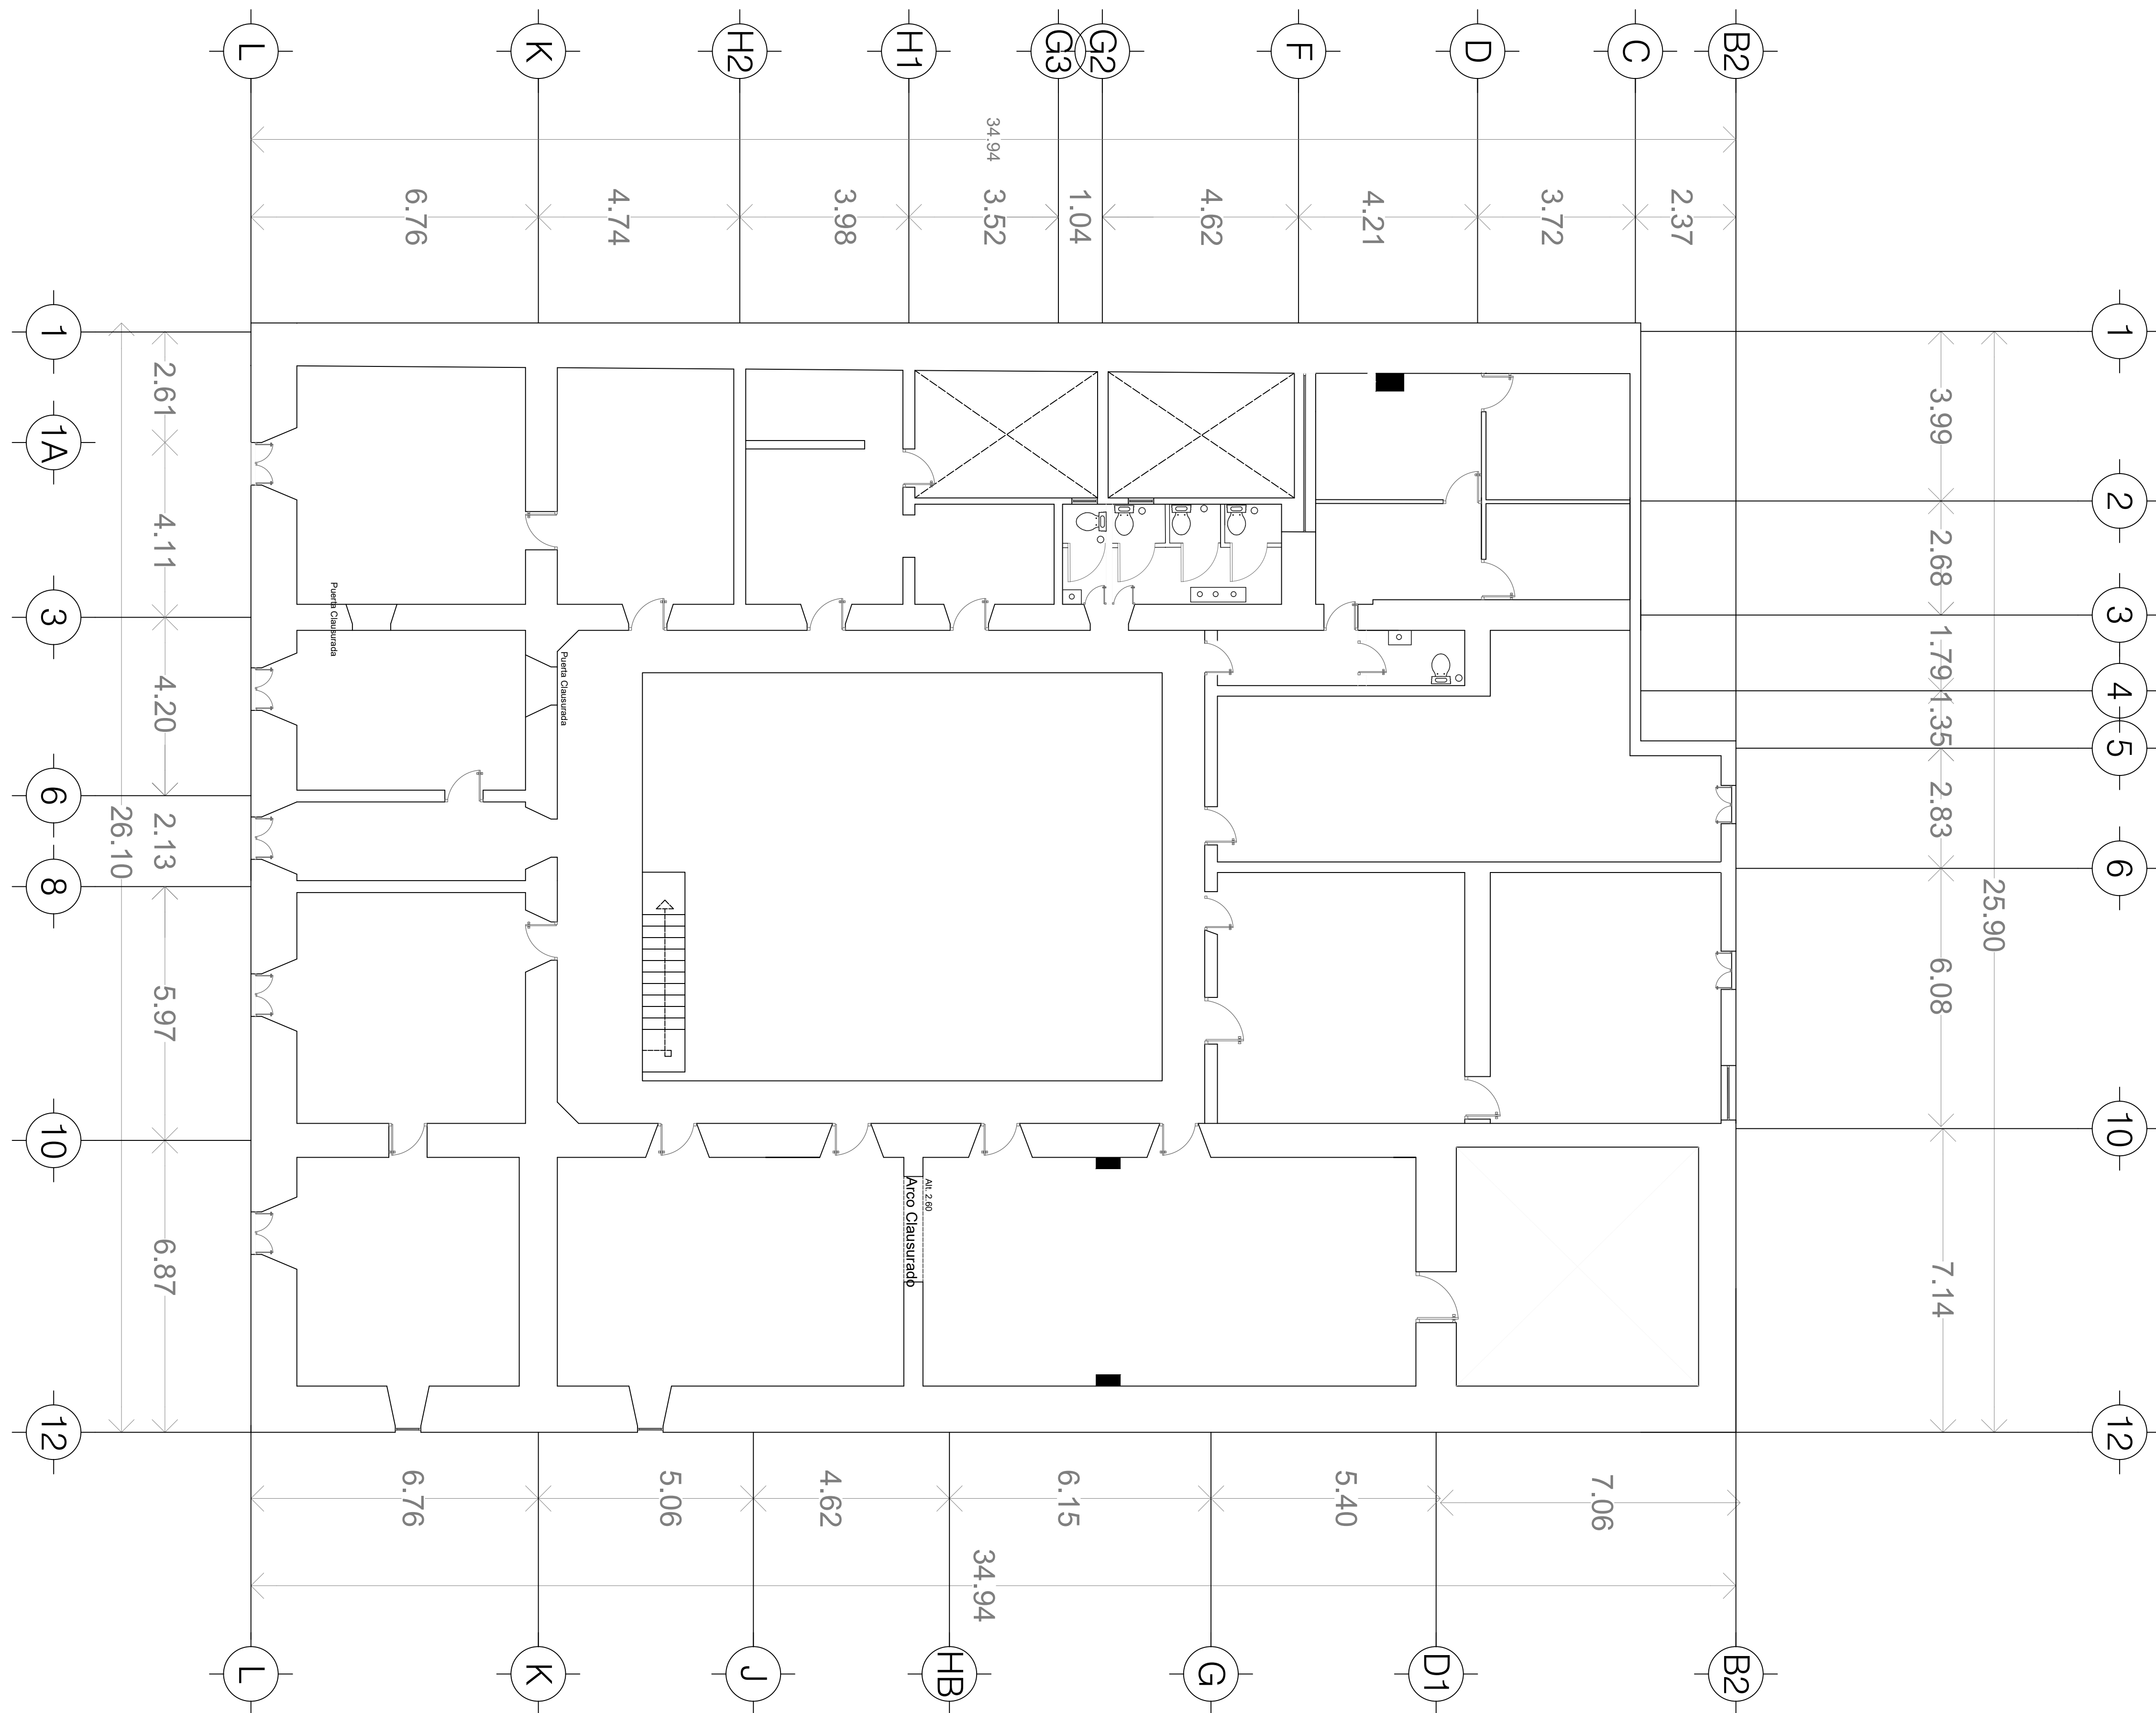 L
K
H2
H1
G3
G2
F
D
C
B2
34.94
6.76
4.74
3.98
3.52
1.04
4.62
4.21
3.72
2.37
1
1A
3
6
8
10
12
2.61
4.11
4.20
2.13
5.97
6.87
26.10
Puerta Clausurada
Puerta Clausurada
Alt. 2.60
Arco Clausurado
3.99
2.68
1.79
1.35
2.83
6.08
7.14
25.90
1
2
3
4
5
6
10
12
6.76
5.06
4.62
6.15
5.40
7.06
34.94
L
K
J
HB
G
D1
B2